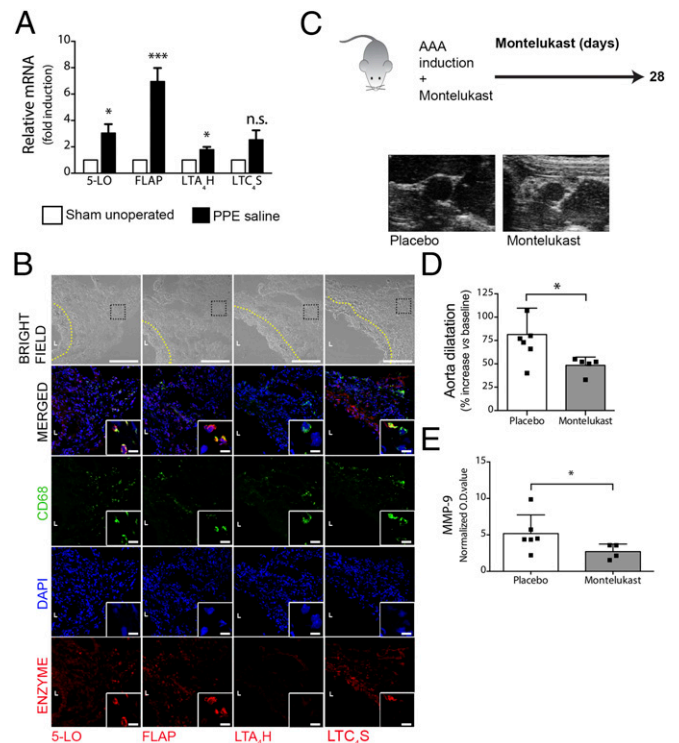 A
Relative mRNA
(fold induction)
10
8
6
4
2
0
*
***
*
n.s.
5-LO FLAP LTA₄H LTC₄S
Sham unoperated PPE saline
B
BRIGHT
FIELD
MERGED
CD68
DAPI
ENZYME
L L L L
L L L L
L L L L
L L L L
L L L L
5-LO FLAP LTA₄H LTC₄S
C
AAA
induction
+
Montelukast
Montelukast (days)
28
Placebo Montelukast
D
Aorta dilatation
(% increase vs baseline)
125
100
75
50
25
0
*
Placebo Montelukast
E
MMP-9
Normalized O.D.value
15
10
5
0
*
Placebo Montelukast